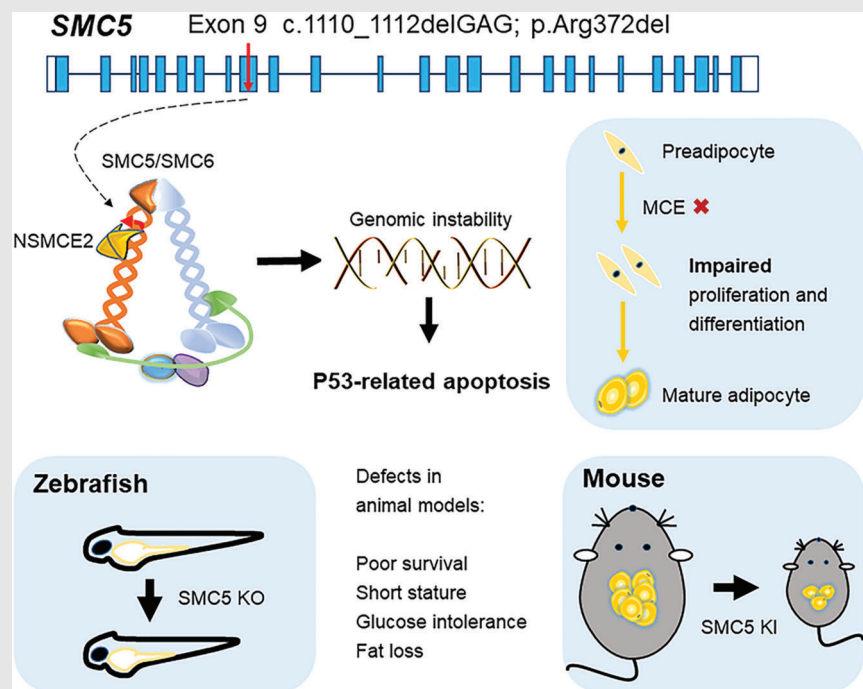 SMC5 Exon 9 c.1110_1112delGAG; p.Arg372del
SMC5/SMC6
NSMCE2
Genomic instability
P53-related apoptosis
Preadipocyte
MCE
Impaired
proliferation and
differentiation
Mature adipocyte
Zebrafish
SMC5 KO
Defects in
animal models:
Poor survival
Short stature
Glucose intolerance
Fat loss
Mouse
SMC5 KI